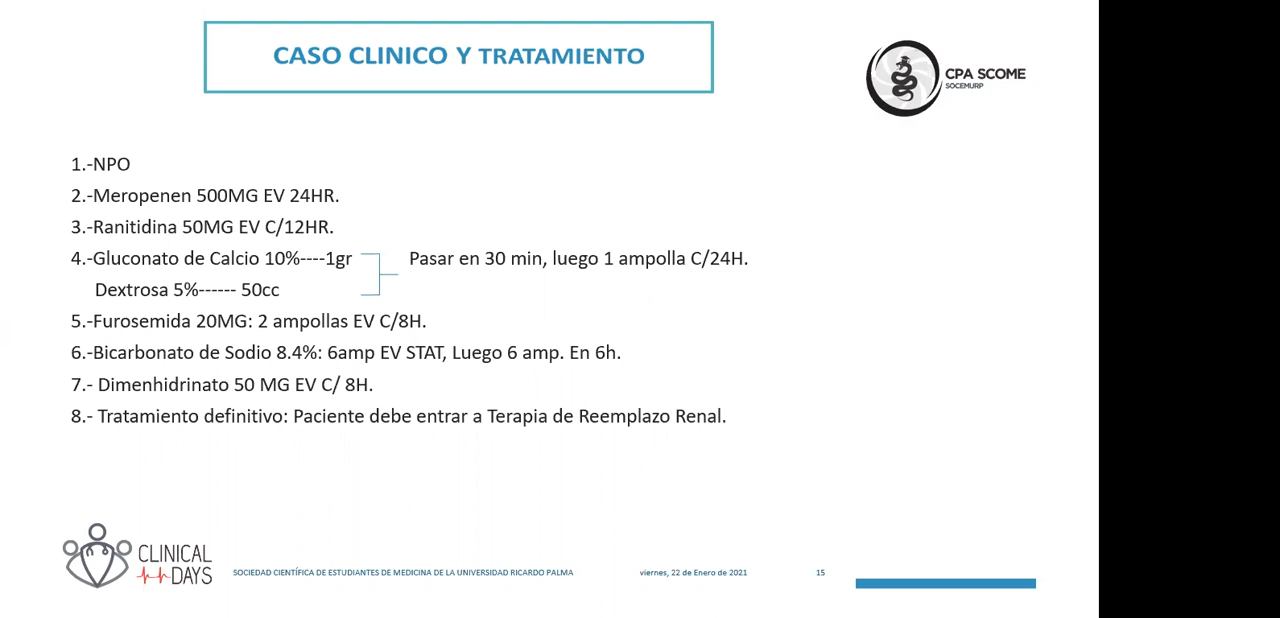 CASO CLINICO Y TRATAMIENTO
CPA SCOME
SOCEMURP
1.-NPO
2.-Meropenen 500MG EV 24HR.
3.-Ranitidina 50MG EV C/12HR.
4.-Gluconato de Calcio 10%----1gr Pasar en 30 min, luego 1 ampolla C/24H.
Dextrosa 5%------ 50cc
5.-Furosemida 20MG: 2 ampollas EV C/8H.
6.-Bicarbonato de Sodio 8.4%: 6amp EV STAT, Luego 6 amp. En 6h.
7.- Dimenhidrinato 50 MG EV C/ 8H.
8.- Tratamiento definitivo: Paciente debe entrar a Terapia de Reemplazo Renal.
CLINICAL
DAYS
SOCIEDAD CIENTÍFICA DE ESTUDIANTES DE MEDICINA DE LA UNIVERSIDAD RICARDO PALMA viernes, 22 de Enero de 2021 15